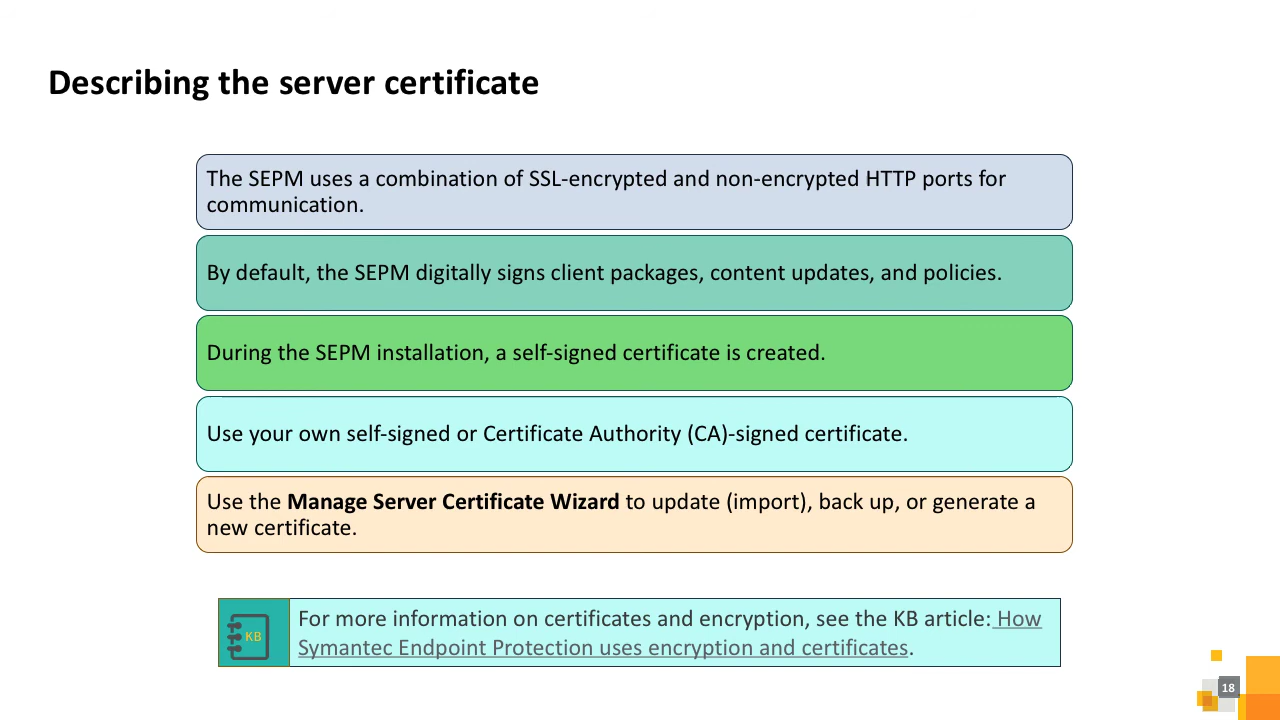 Describing the server certificate
The SEPM uses a combination of SSL-encrypted and non-encrypted HTTP ports for
communication.
By default, the SEPM digitally signs client packages, content updates, and policies.
During the SEPM installation, a self-signed certificate is created.
Use your own self-signed or Certificate Authority (CA)-signed certificate.
Use the Manage Server Certificate Wizard to update (import), back up, or generate a
new certificate.
KB
For more information on certificates and encryption, see the KB article: How
Symantec Endpoint Protection uses encryption and certificates.
18